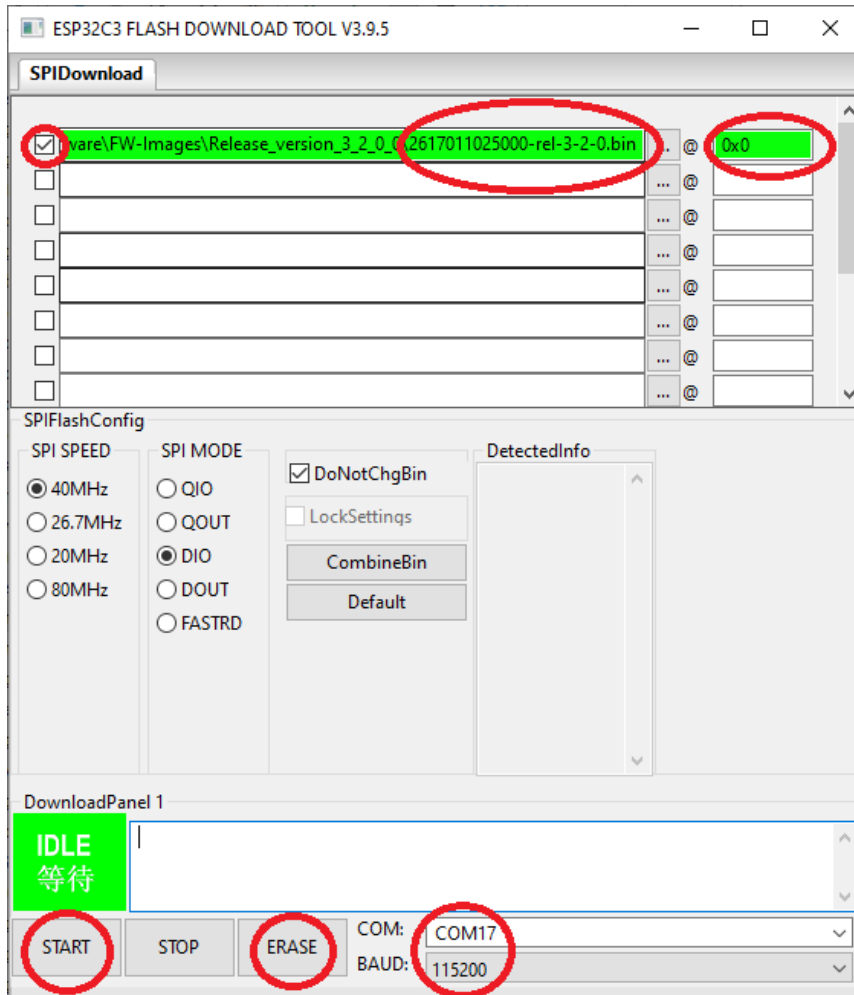 ESP32C3 FLASH DOWNLOAD TOOL V3.9.5
SPIDownload
ware\FW-Images\Release_version_3_2_0_0\2617011025000-rel-3-2-0.bin ... @ 0x0
... @
... @
... @
... @
... @
... @
... @
SPIFlashConfig
SPI SPEED
40MHz
26.7MHz
20MHz
80MHz
SPI MODE
QIO
QOUT
DIO
DOUT
FASTRD
DoNotChgBin
LockSettings
CombineBin
Default
DetectedInfo
DownloadPanel 1
IDLE
等待
START
STOP
ERASE
COM: COM17
BAUD: 115200